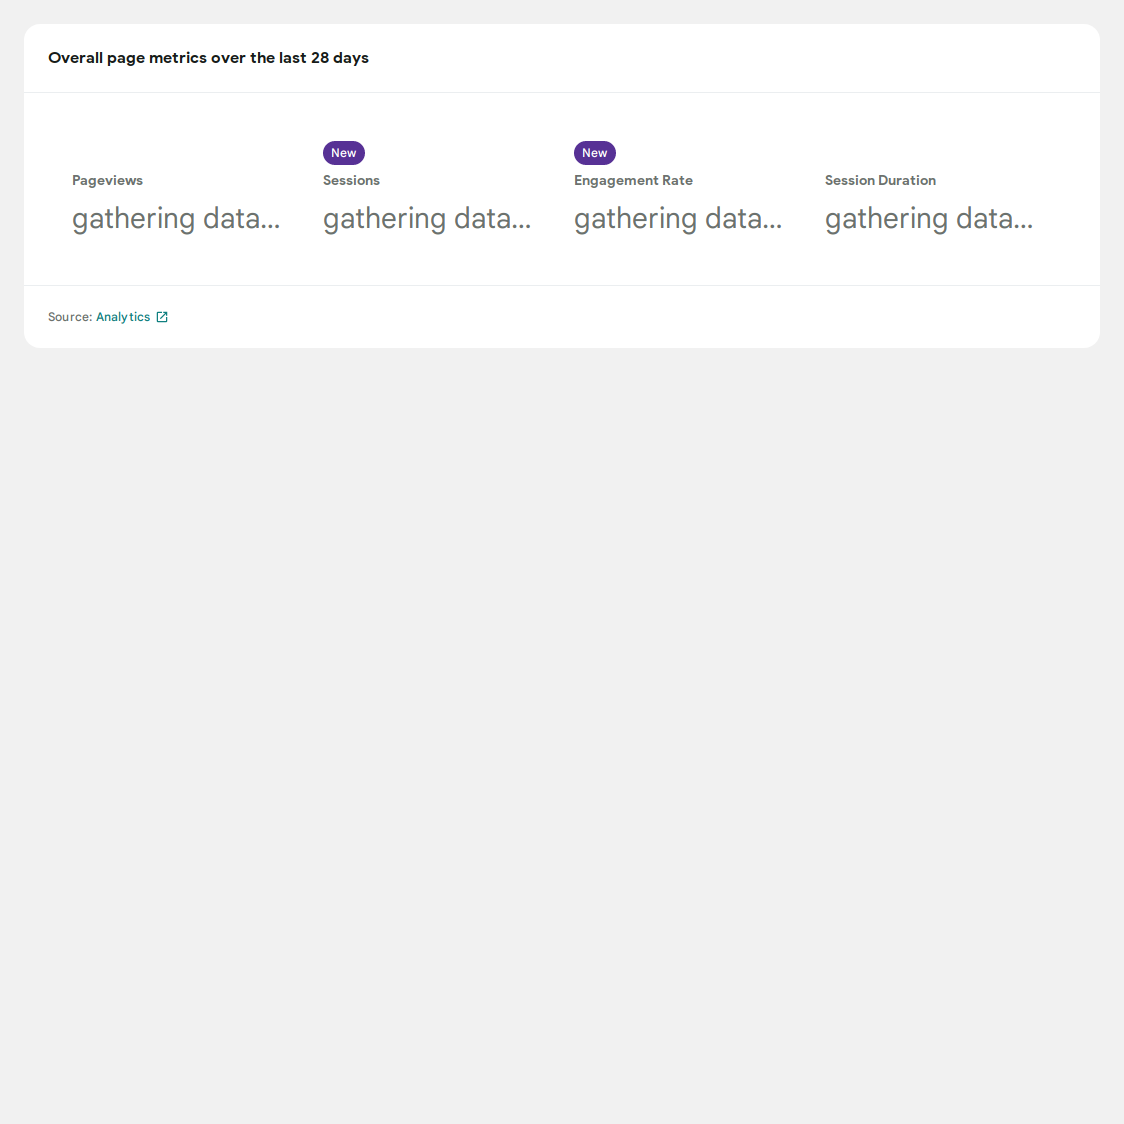 Overall page metrics over the last 28 days
New
New
Pageviews
Sessions
Engagement Rate
Session Duration
gathering data...
gathering data...
gathering data...
gathering data...
Source: Analytics